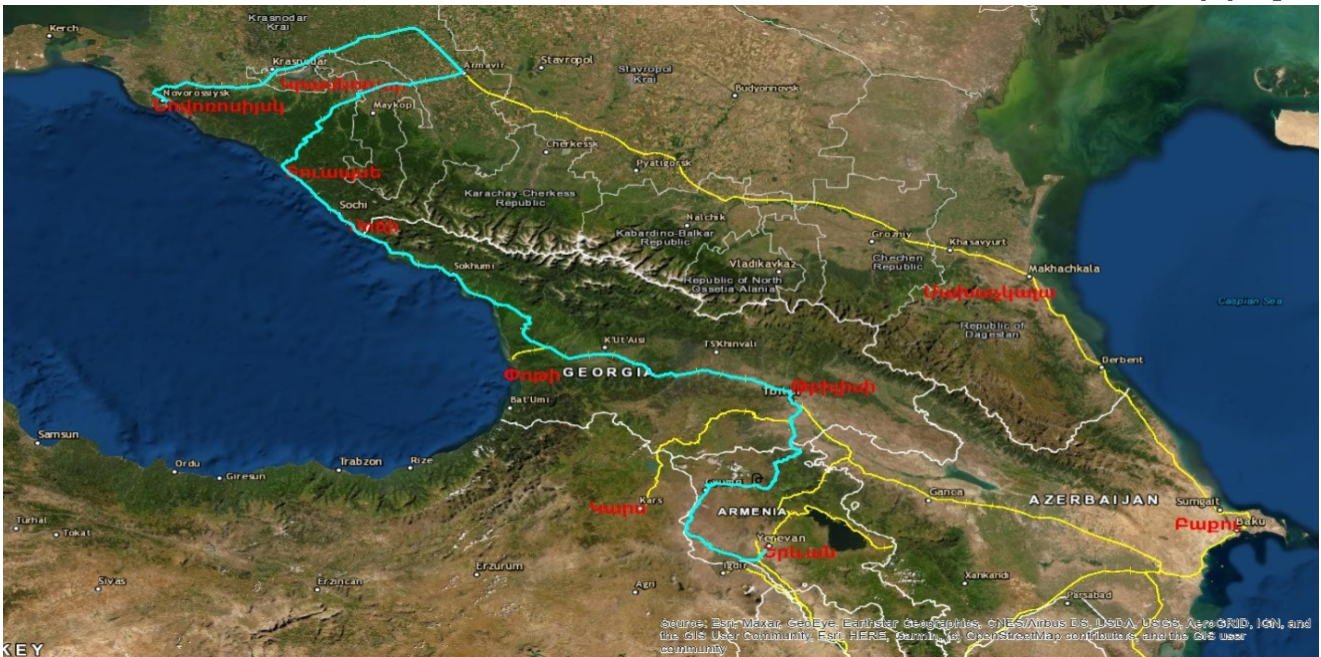 Kerch
Krasnodar
Krai
Krasnodar
Armavir
Stavropol
Stavropol
Krai
Budyonnovsk
Novorossiysk
Նովոռոսիյսկ
Maykop
Cherkessk
Pyatigorsk
Տուապսե
Karachay-Cherkess
Republic
Sochi
Սոչի
Nalchik
Kabardino-Balkar
Republic
Grozny
Khasavyurt
Chechen
Republic
Sokhumi
Vladikavkaz
Republic of North
Ossetia Alania
Makhachkala
Մախաչկալա
Caspian Sea
Republic of
Dagestan
K'Ut'Aisi
TS'Khinvali
Derbent
Փոթի
GEORGIA
Թբիլիսի
Bat'Umi
Samsun
Ordu
Giresun
Trabzon
Rize
Kars
Կարս
Ganca
AZERBAIJAN
Sumgait
Baku
Բաքու
ARMENIA
Turhal
Tokat
Yerevan
Երևան
Igdir
Erzurum
Sivas
Erzincan
Agri
Xankandi
Parsabad
Source: Esri, Maxar, GeoEye, Earthstar Geographics, CNES/Airbus DS, USDA, USGS, AeroGRID, IGN, and
the GIS User Community, Esri, HERE, Garmin, (c) OpenStreetMap contributors, and the GIS user
community
KEY